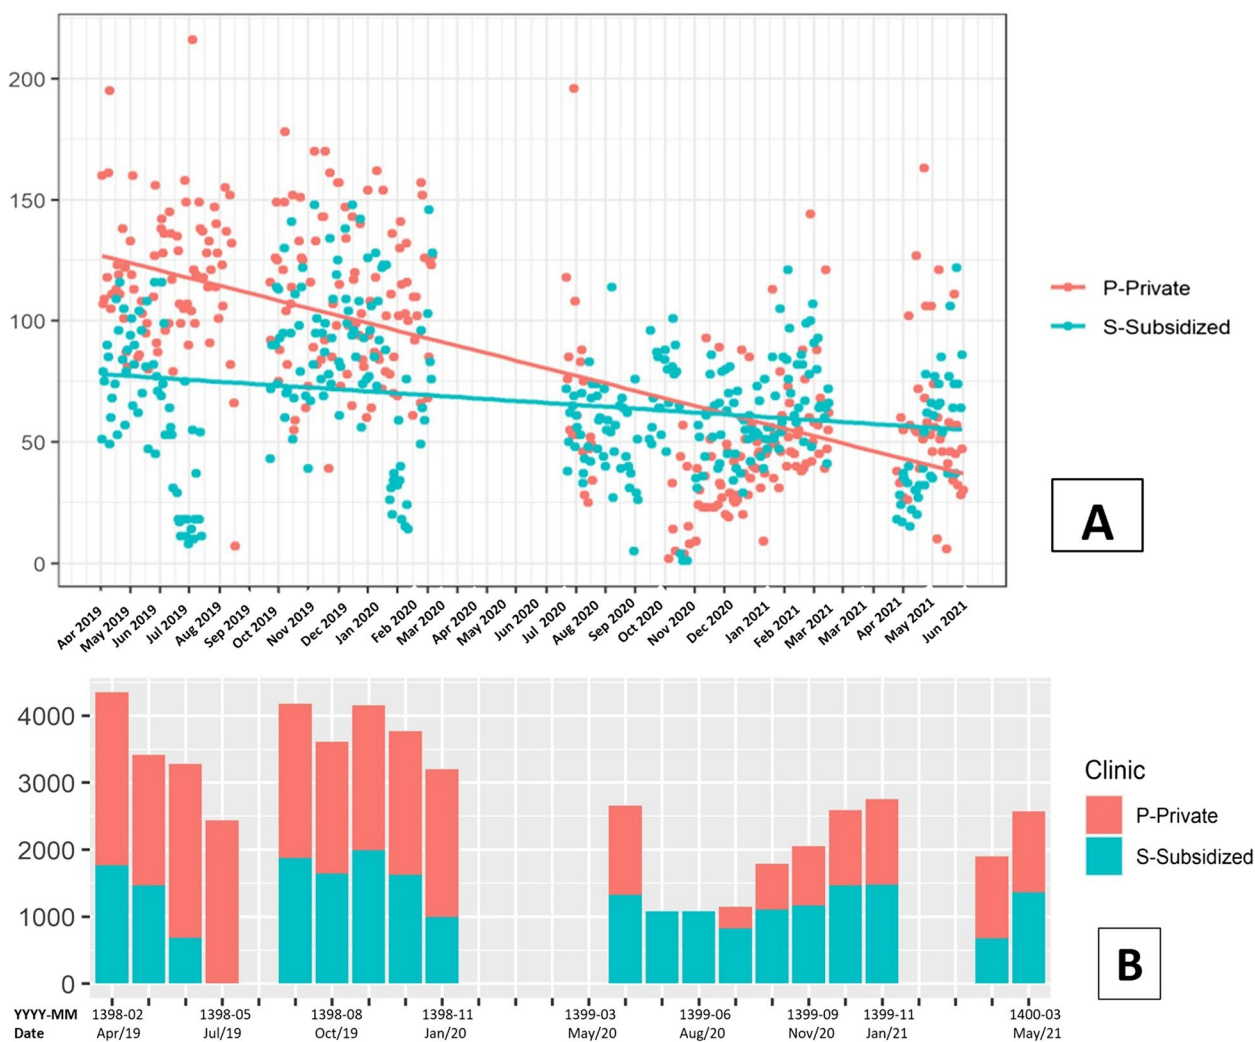 200
150
100
50
0
P-Private
S-Subsidized
A
Apr 2019
May 2019
Jun 2019
Jul 2019
Aug 2019
Sep 2019
Oct 2019
Nov 2019
Dec 2019
Jan 2020
Feb 2020
Mar 2020
Apr 2020
May 2020
Jun 2020
Jul 2020
Aug 2020
Sep 2020
Oct 2020
Nov 2020
Dec 2020
Jan 2021
Feb 2021
Mar 2021
Mar 2021
Apr 2021
May 2021
Jun 2021
4000
3000
2000
1000
0
Clinic
P-Private
S-Subsidized
B
YYYY-MM 1398-02 1398-05 1398-08 1398-11 1399-03 1399-06 1399-09 1399-11 1400-03
Date Apr/19 Jul/19 Oct/19 Jan/20 May/20 Aug/20 Nov/20 Jan/21 May/21